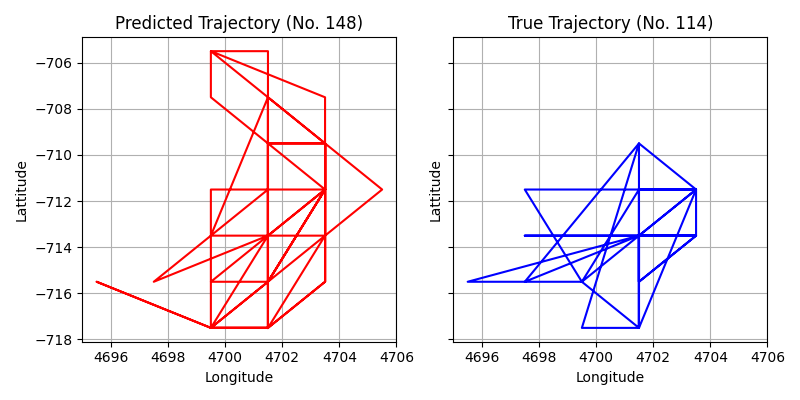 Predicted Trajectory (No. 148)
True Trajectory (No. 114)
−706
−708
−710
−712
−714
−716
−718
Lattitude
Lattitude
4696 4698 4700 4702 4704 4706
4696 4698 4700 4702 4704 4706
Longitude
Longitude